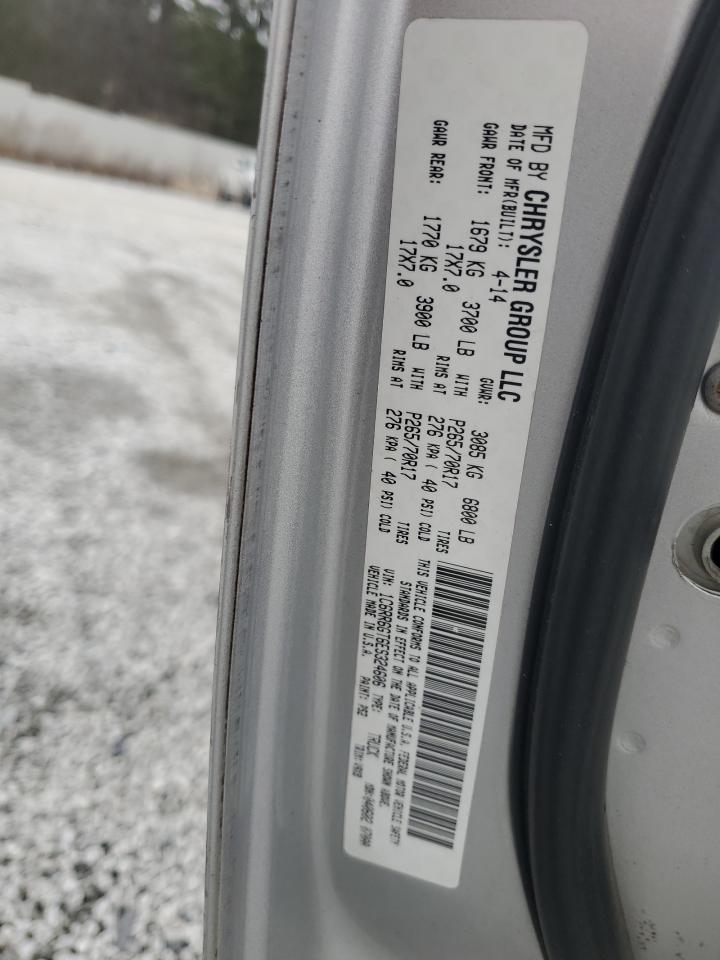 MFD BY CHRYSLER GROUP LLC
DATE OF MFR(BUILT): 4-14 GVWR: 3085 KG 6800 LB
GAWR FRONT: 1679 KG 3700 LB WITH P265/70R17 TIRES
17X7.0 RIMS AT 276 KPA ( 40 PSI) COLD
GAWR REAR: 1770 KG 3900 LB WITH P265/70R17 TIRES
17X7.0 RIMS AT 276 KPA ( 40 PSI) COLD
THIS VEHICLE CONFORMS TO ALL APPLICABLE U.S.A. FEDERAL MOTOR VEHICLE SAFETY
STANDARDS IN EFFECT ON THE DATE OF MANUFACTURE SHOWN ABOVE.
VIN: 1C6RR6GT6ES324606 TYPE: TRUCK
VEHICLE MADE IN U.S.A. PAINT: PS2 TRIM: